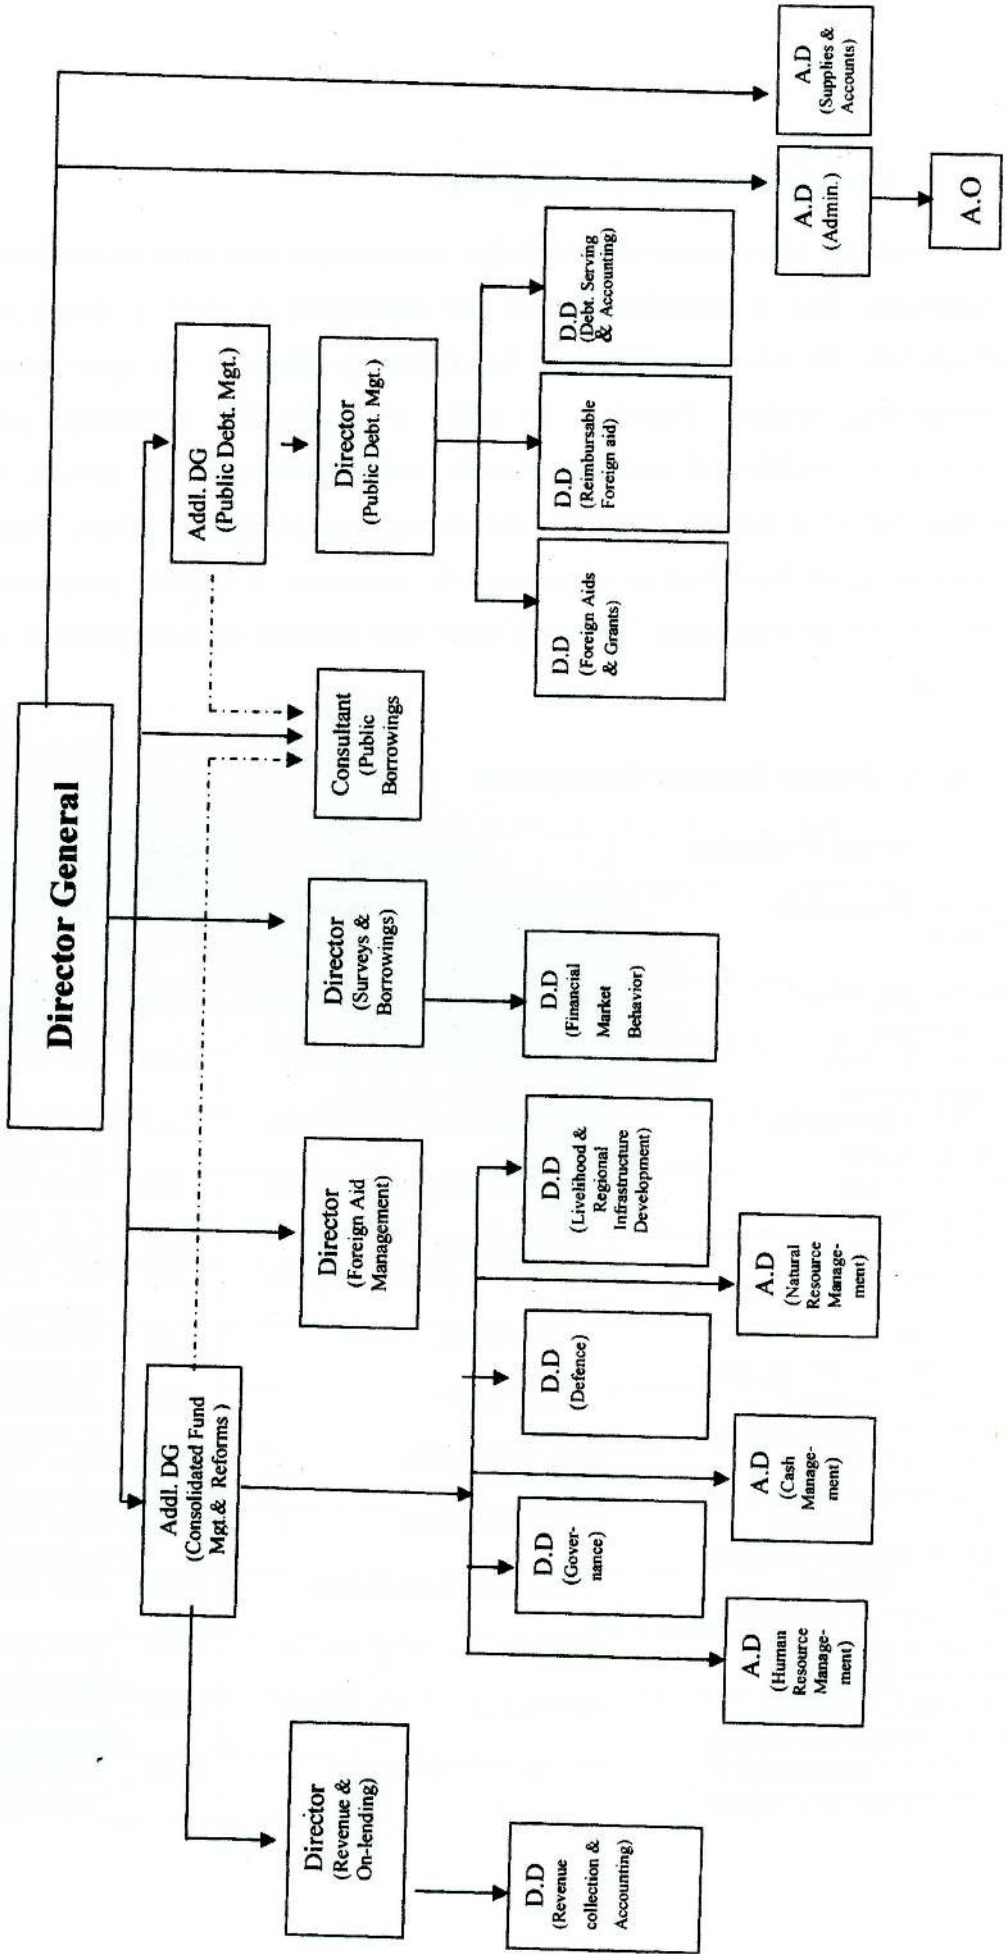 Director General
Addl. DG
(Consolidated Fund
Mgt.& Reforms )
Addl. DG
(Public Debt. Mgt.)
Director
(Revenue &
On-lending)
Director
(Foreign Aid
Management)
Director
(Surveys &
Borrowings)
Consultant
(Public
Borrowings
Director
(Public Debt. Mgt.)
D.D
(Revenue
collection &
Accounting)
D.D
(Gover-
nance)
D.D
(Defence)
D.D
(Livelihood &
Regional
Infrastructure
Development)
D.D
(Financial
Market
Behavior)
D.D
(Foreign Aids
& Grants)
D.D
(Reimbursable
Foreign aid)
D.D
(Debt. Serving
& Accounting)
A.D
(Human
Resource
Manage-
ment)
A.D
(Cash
Manage-
ment)
A.D
(Natural
Resource
Manage-
ment)
A.D
(Admin.)
A.D
(Supplies &
Accounts)
A.O